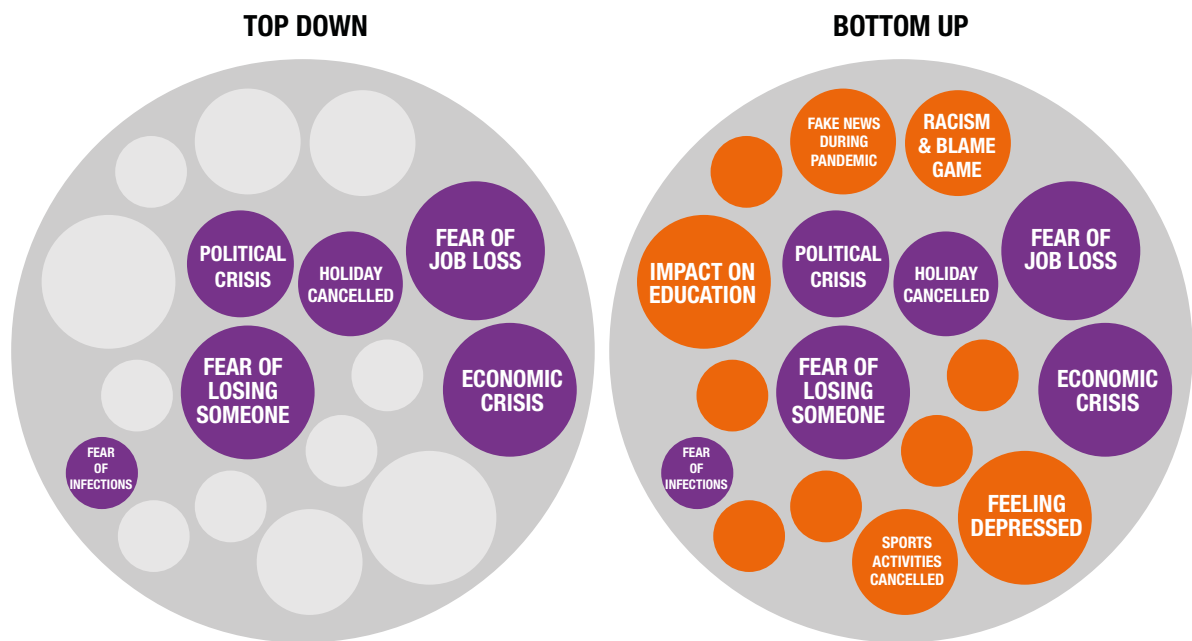 TOP DOWN
POLITICAL
CRISIS
HOLIDAY
CANCELLED
FEAR OF
JOB LOSS
FEAR OF
LOSING
SOMEONE
ECONOMIC
CRISIS
FEAR
OF
INFECTIONS
BOTTOM UP
FAKE NEWS
DURING
PANDEMIC
RACISM
& BLAME
GAME
IMPACT ON
EDUCATION
POLITICAL
CRISIS
HOLIDAY
CANCELLED
FEAR OF
JOB LOSS
FEAR OF
LOSING
SOMEONE
ECONOMIC
CRISIS
FEAR
OF
INFECTIONS
FEELING
DEPRESSED
SPORTS
ACTIVITIES
CANCELLED